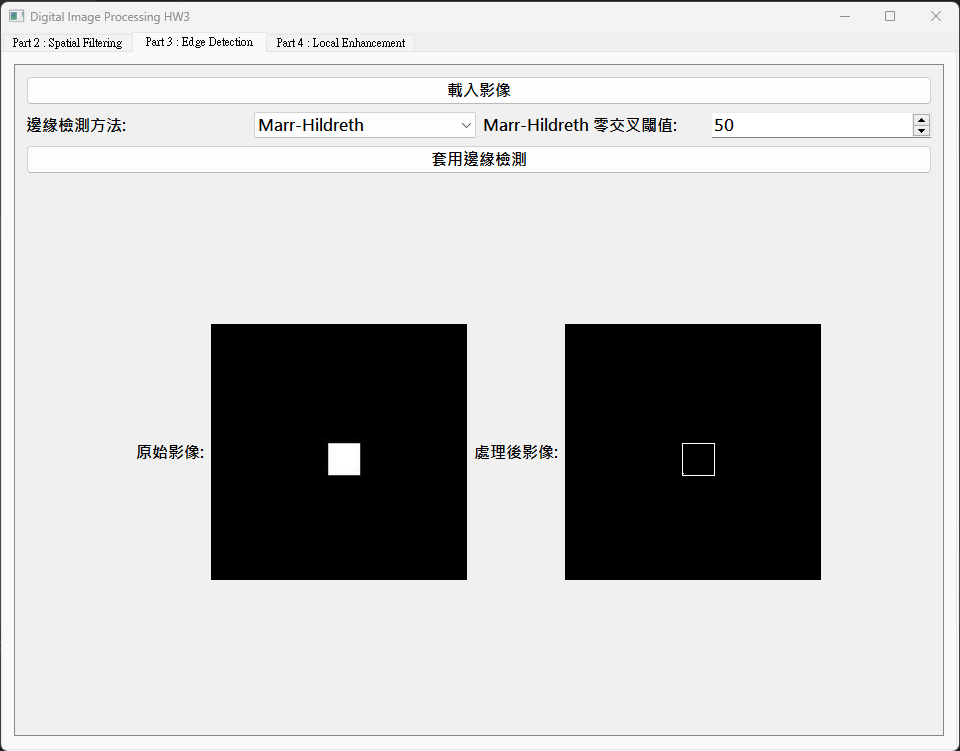 Digital Image Processing HW3
Part 2 : Spatial Filtering Part 3 : Edge Detection Part 4 : Local Enhancement
載入影像
邊緣檢測方法: Marr-Hildreth Marr-Hildreth 零交叉閾值: 50
套用邊緣檢測
原始影像: 處理後影像: